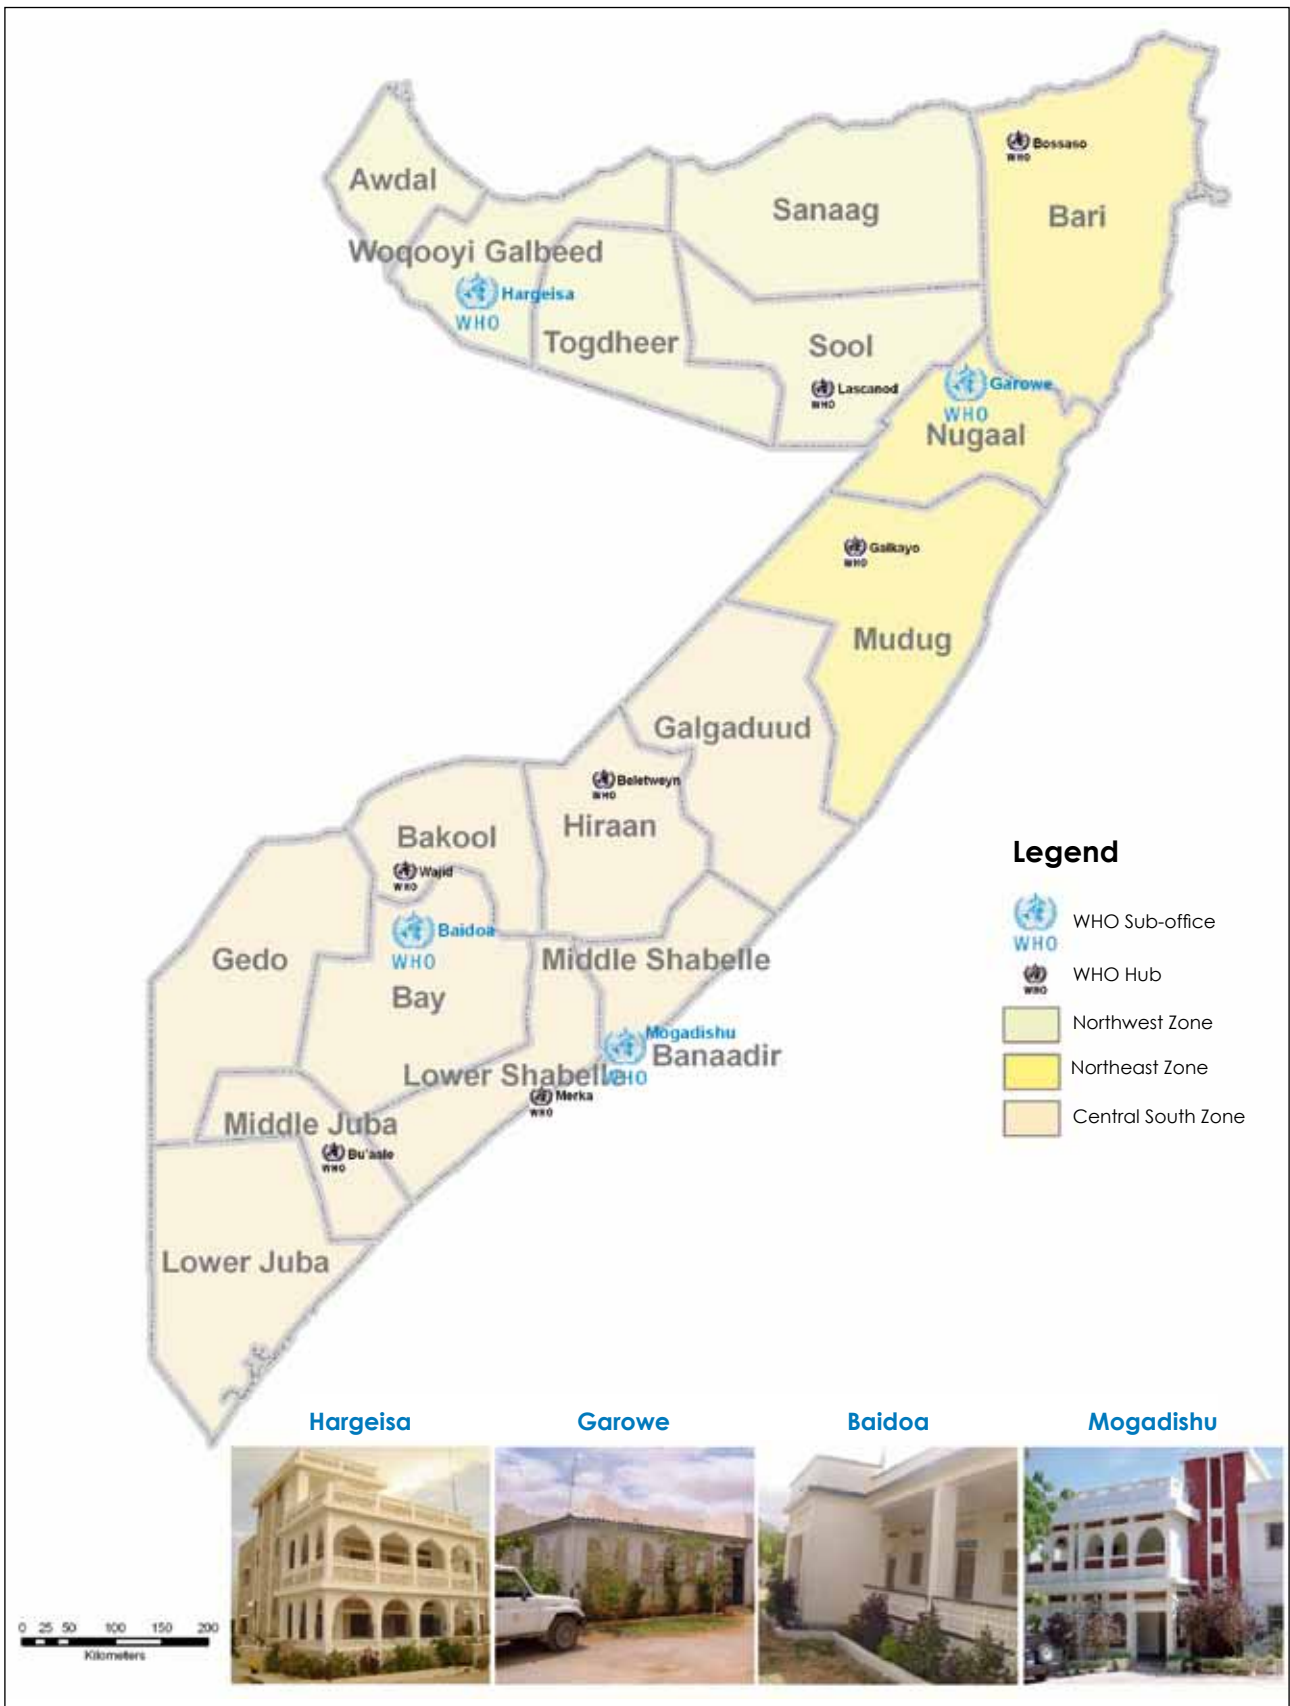 Bossaso
WHO
Awdal
Sanaag
Bari
Woqooyi Galbeed
Hargeisa
WHO
Togdheer
Sool
Lascanod
WHO
Garowe
WHO
Nugaal
Galkayo
WHO
Mudug
Galgaduud
Beletweyn
WHO
Hiraan
Bakool
Wajid
WHO
Baidoa
WHO
Gedo
Bay
Middle Shabelle
Mogadishu
WHO
Banaadir
Lower Shabelle
Merka
WHO
Middle Juba
Bu'aale
WHO
Lower Juba
Legend
WHO
WHO Sub-office
WHO
WHO Hub
Northwest Zone
Northeast Zone
Central South Zone
Hargeisa
Garowe
Baidoa
Mogadishu
0 25 50 100 150 200
Kilometers